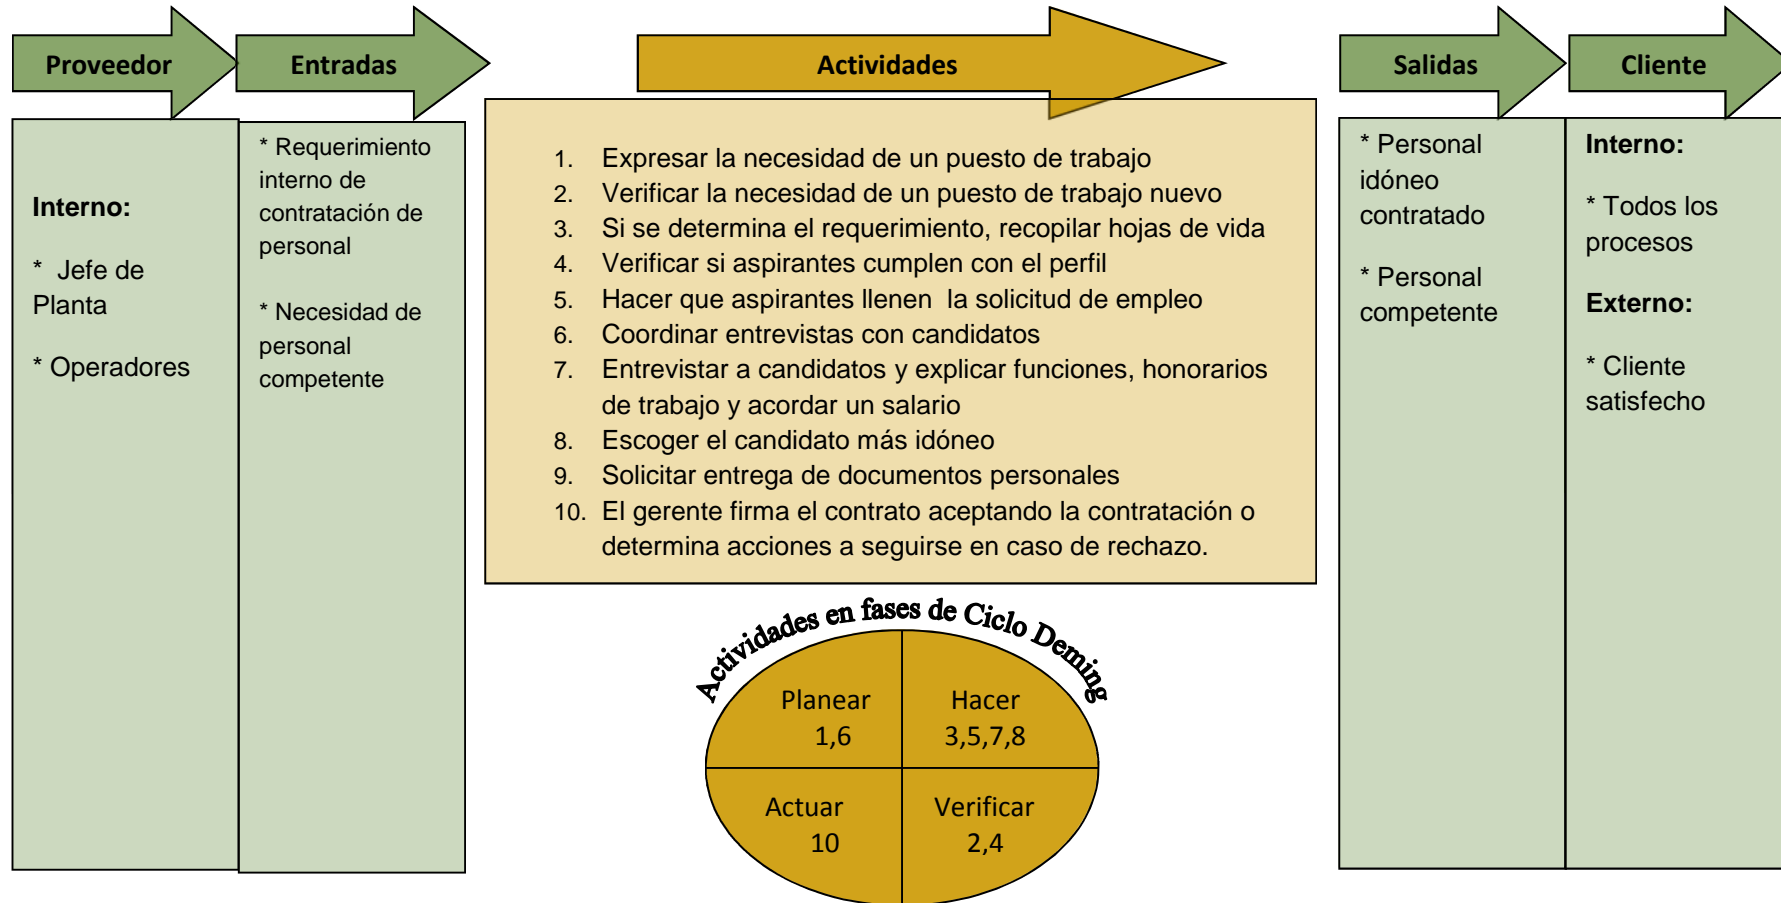 Proveedor
Entradas
Actividades
Salidas
Cliente
Interno:
* Jefe de
Planta
* Operadores
* Requerimiento
interno de
contratación de
personal
* Necesidad de
personal
competente
1. Expresar la necesidad de un puesto de trabajo
2. Verificar la necesidad de un puesto de trabajo nuevo
3. Si se determina el requerimiento, recopilar hojas de vida
4. Verificar si aspirantes cumplen con el perfil
5. Hacer que aspirantes llenen la solicitud de empleo
6. Coordinar entrevistas con candidatos
7. Entrevistar a candidatos y explicar funciones, honorarios
de trabajo y acordar un salario
8. Escoger el candidato más idóneo
9. Solicitar entrega de documentos personales
10. El gerente firma el contrato aceptando la contratación o
determina acciones a seguirse en caso de rechazo.
* Personal
idóneo
contratado
* Personal
competente
Interno:
* Todos los
procesos
Externo:
* Cliente
satisfecho
Actividades en fases de Ciclo Deming
Planear
1,6
Hacer
3,5,7,8
Actuar
10
Verificar
2,4